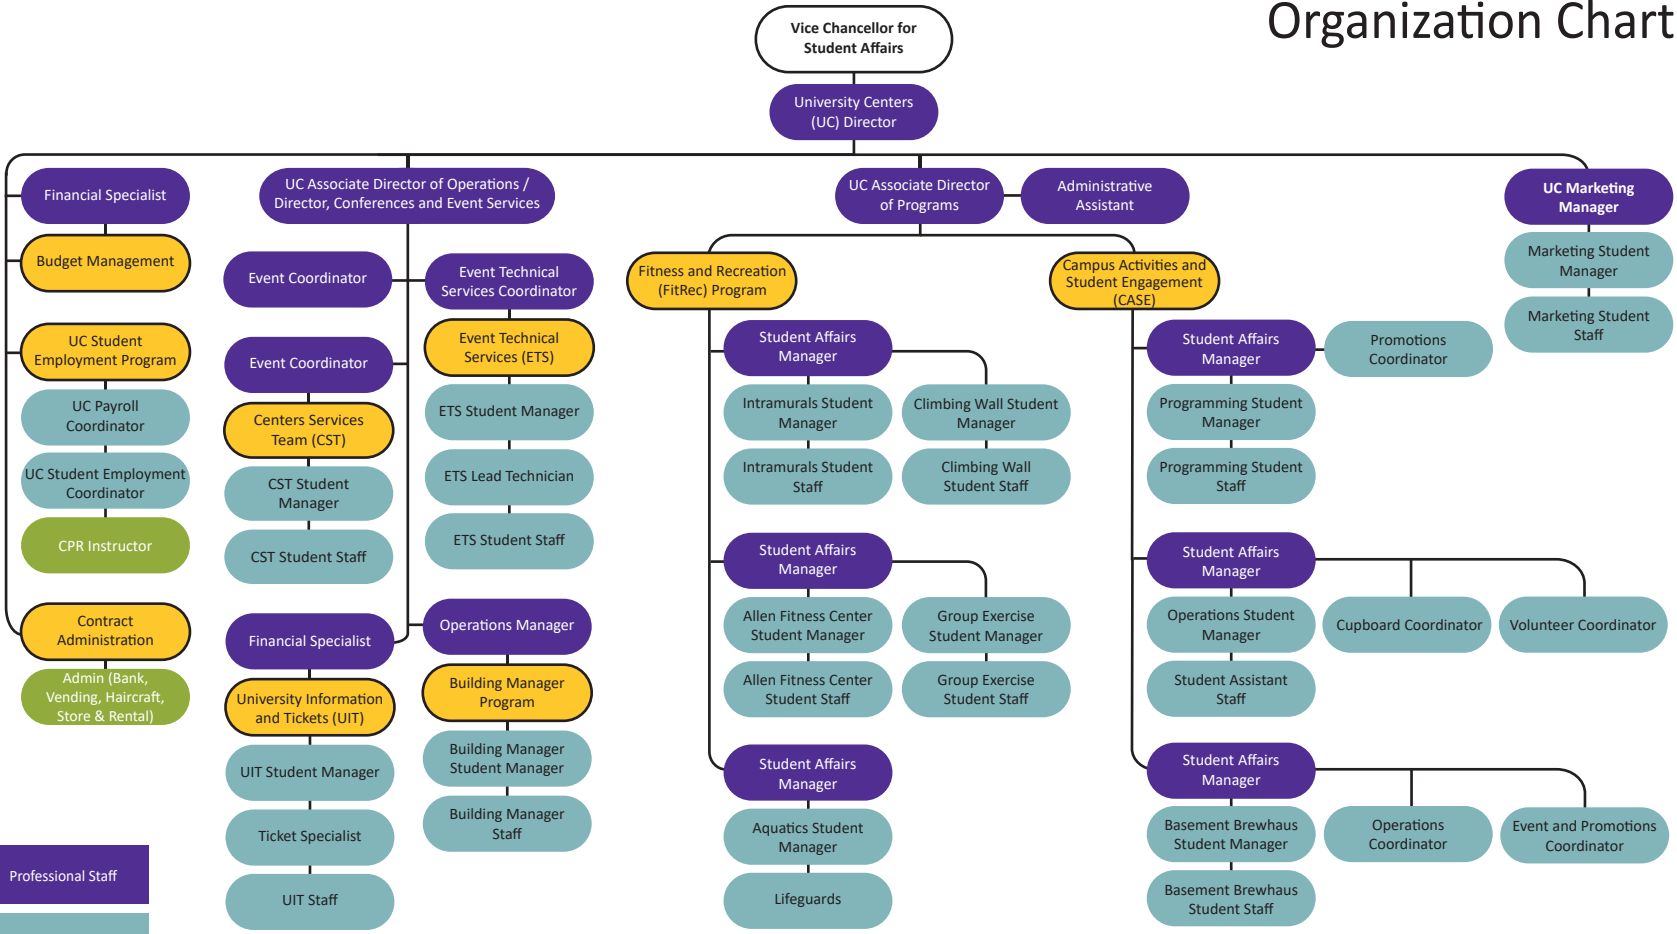 Organization Chart
Vice Chancellor for
Student Affairs
University Centers
(UC) Director
Financial Specialist
Budget Management
UC Student
Employment Program
UC Payroll
Coordinator
UC Student Employment
Coordinator
CPR Instructor
Contract
Administration
Admin (Bank,
Vending, Haircraft,
Store & Rental)
UC Associate Director of Operations /
Director, Conferences and Event Services
Event Coordinator
Event Coordinator
Centers Services
Team (CST)
CST Student
Manager
CST Student Staff
Financial Specialist
University Information
and Tickets (UIT)
UIT Student Manager
Ticket Specialist
UIT Staff
Event Technical
Services Coordinator
Event Technical
Services (ETS)
ETS Student Manager
ETS Lead Technician
ETS Student Staff
Operations Manager
Building Manager
Program
Building Manager
Student Manager
Building Manager
Staff
UC Associate Director
of Programs
Administrative
Assistant
Fitness and Recreation
(FitRec) Program
Student Affairs
Manager
Intramurals Student
Manager
Intramurals Student
Staff
Climbing Wall Student
Manager
Climbing Wall
Student Staff
Student Affairs
Manager
Allen Fitness Center
Student Manager
Allen Fitness Center
Student Staff
Group Exercise
Student Manager
Group Exercise
Student Staff
Student Affairs
Manager
Aquatics Student
Manager
Lifeguards
Campus Activities and
Student Engagement
(CASE)
Student Affairs
Manager
Promotions
Coordinator
Programming Student
Manager
Programming Student
Staff
Student Affairs
Manager
Operations Student
Manager
Student Assistant
Staff
Cupboard Coordinator
Volunteer Coordinator
Student Affairs
Manager
Basement Brewhaus
Student Manager
Basement Brewhaus
Student Staff
Operations
Coordinator
Event and Promotions
Coordinator
UC Marketing
Manager
Marketing Student
Manager
Marketing Student
Staff
Professional Staff